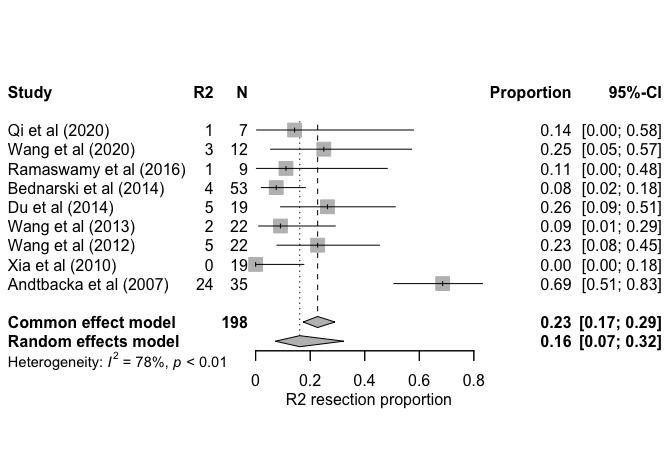 Study R2 N Proportion 95%-CI
Qi et al (2020) 1 7 0.14 [0.00; 0.58]
Wang et al (2020) 3 12 0.25 [0.05; 0.57]
Ramaswamy et al (2016) 1 9 0.11 [0.00; 0.48]
Bednarski et al (2014) 4 53 0.08 [0.02; 0.18]
Du et al (2014) 5 19 0.26 [0.09; 0.51]
Wang et al (2013) 2 22 0.09 [0.01; 0.29]
Wang et al (2012) 5 22 0.23 [0.08; 0.45]
Xia et al (2010) 0 19 0.00 [0.00; 0.18]
Andtbacka et al (2007) 24 35 0.69 [0.51; 0.83]
Common effect model 198 0.23 [0.17; 0.29]
Random effects model 0.16 [0.07; 0.32]
Heterogeneity: I² = 78%, p < 0.01
0 0.2 0.4 0.6 0.8
R2 resection proportion